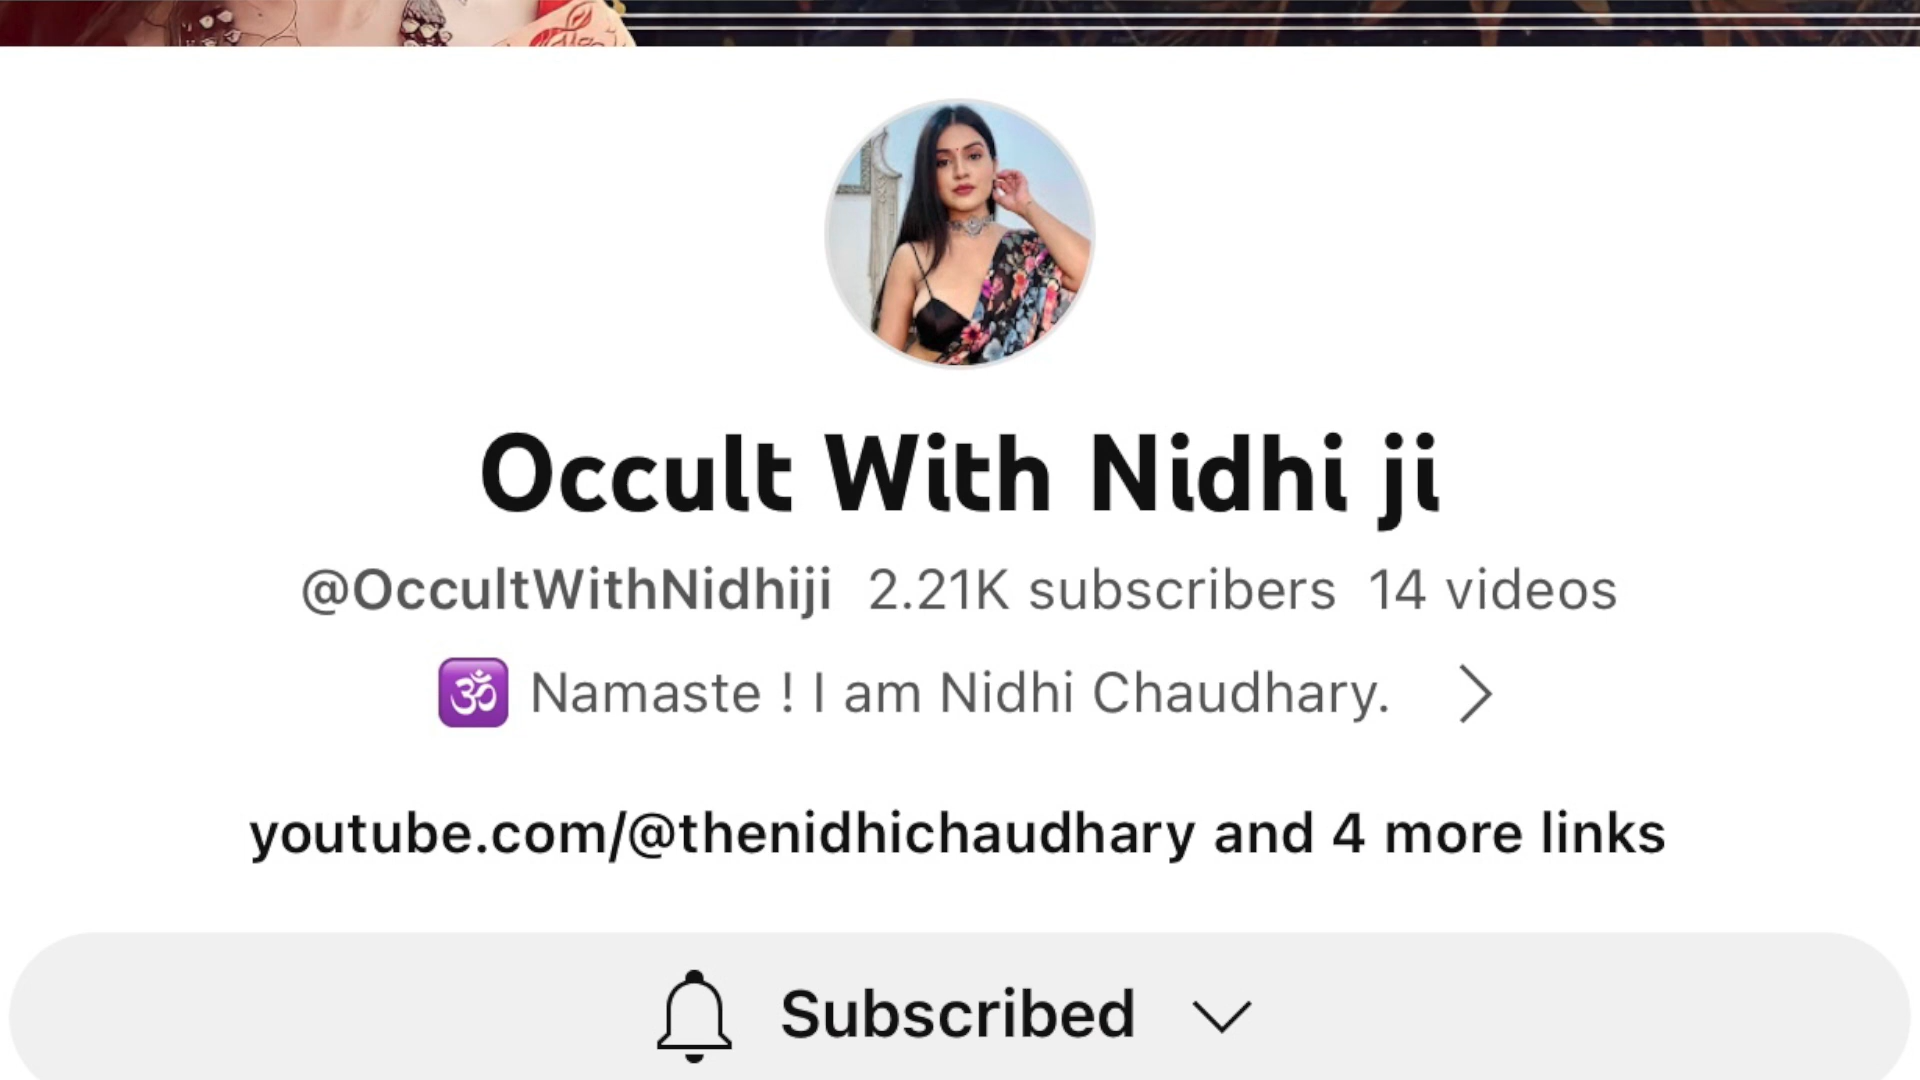 Occult With Nidhi ji
@OccultWithNidhiji 2.21K subscribers 14 videos
🕉 Namaste ! I am Nidhi Chaudhary.
youtube.com/@thenidhichaudhary and 4 more links
Subscribed